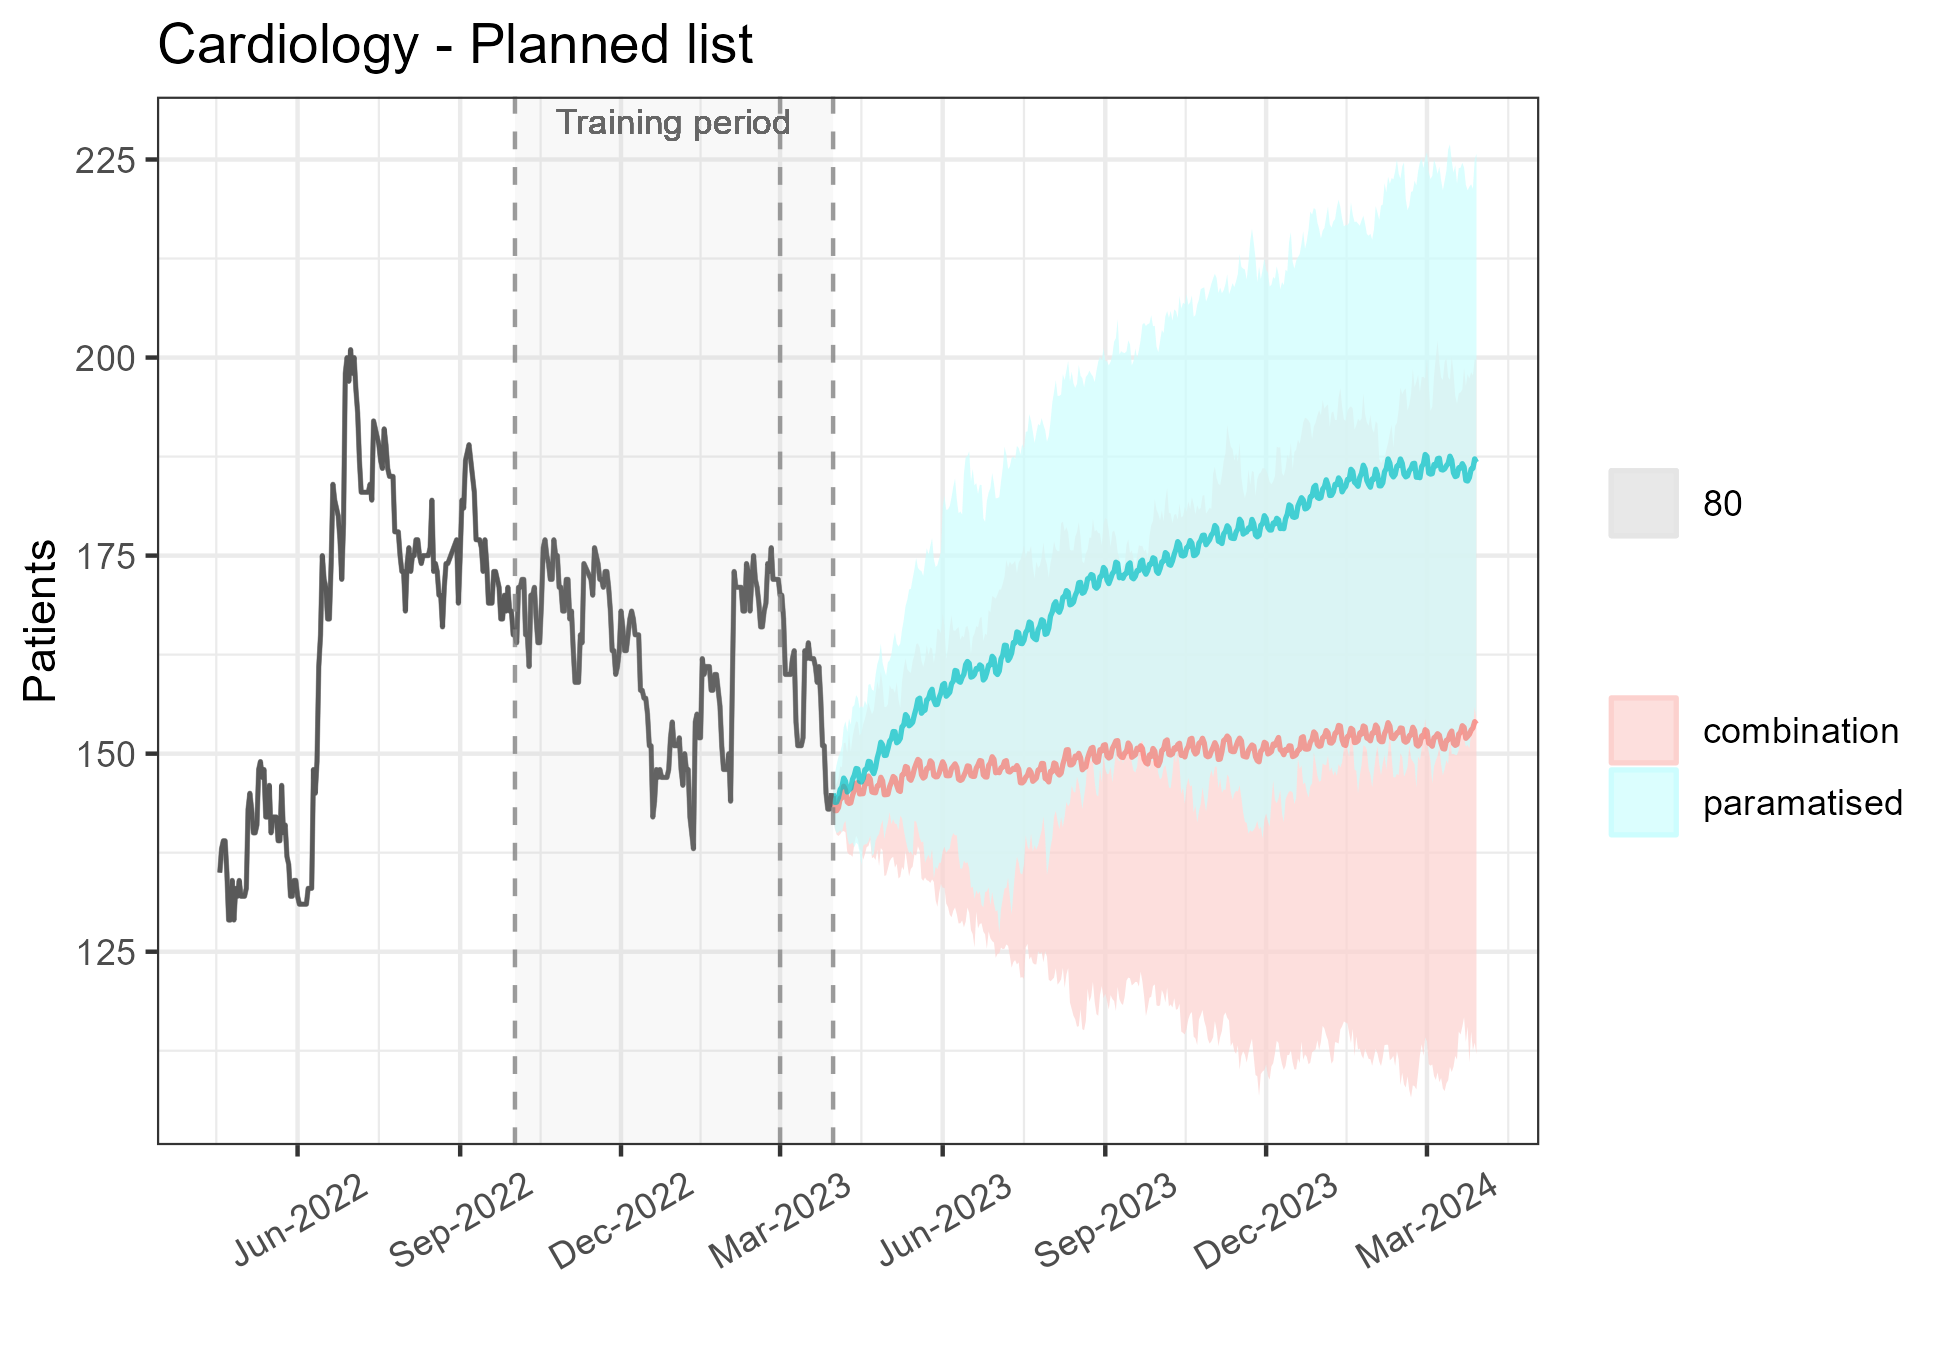 Cardiology - Planned list
Training period
225
200
175
150
125
Patients
Jun-2022
Sep-2022
Dec-2022
Mar-2023
Jun-2023
Sep-2023
Dec-2023
Mar-2024
80
combination
paramatised